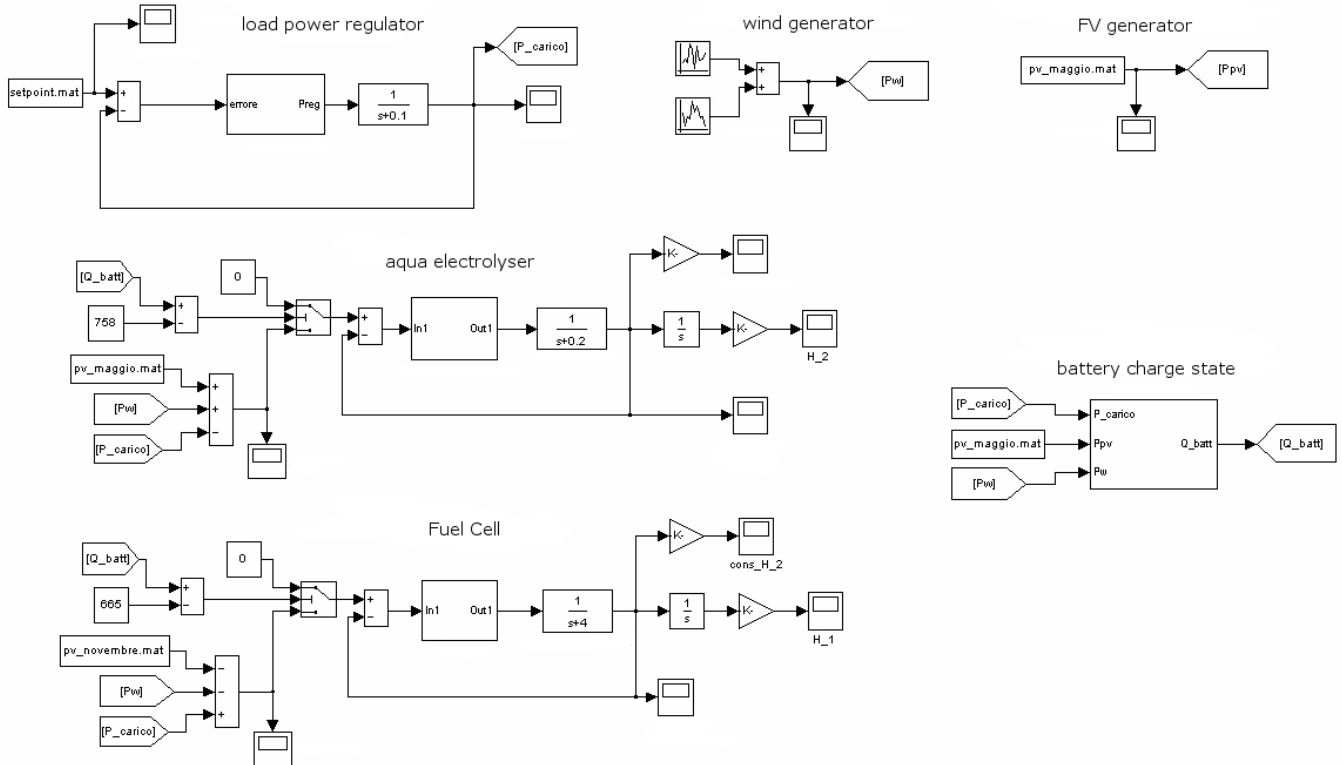 load power regulator
[P_carico]
setpoint.mat
+
−
errore
Preg
1
s+0.1
wind generator
+
+
[Pw]
FV generator
pv_maggio.mat
[Ppv]
aqua electrolyser
[Q_batt]
758
+
−
0
+
−
In1
Out1
1
s+0.2
K-
1
s
K-
H_2
pv_maggio.mat
[Pw]
[P_carico]
+
+
−
battery charge state
[P_carico]
pv_maggio.mat
[Pw]
P_carico
Ppv
Pw
Q_batt
[Q_batt]
Fuel Cell
[Q_batt]
665
+
−
0
+
−
In1
Out1
1
s+4
K-
cons_H_2
1
s
K-
H_1
pv_novembre.mat
[Pw]
[P_carico]
−
−
+